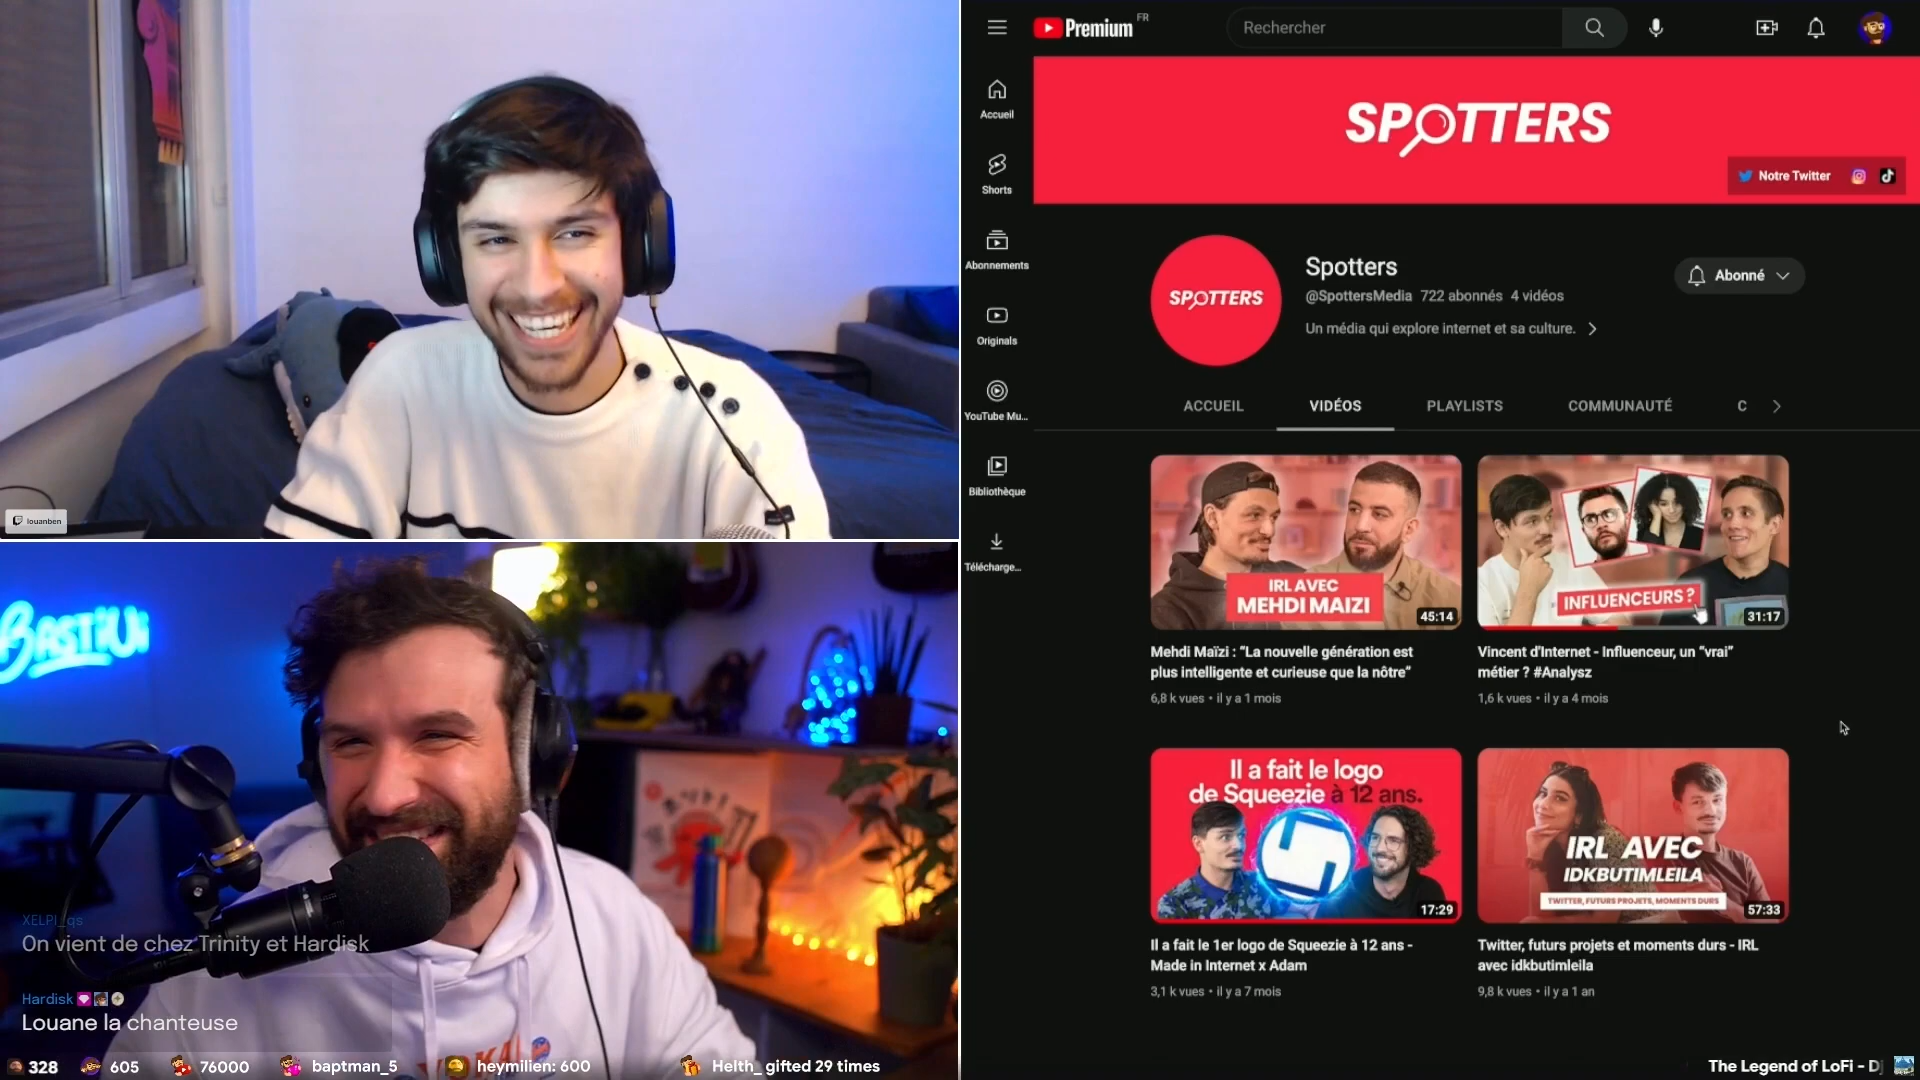 louanben
BASTIUI
XELPI_gs
On vient de chez Trinity et Hardisk
Hardisk
Louane la chanteuse
328
605
76000
baptman_5
heymilien: 600
Helth_ gifted 29 times
Premium FR
Rechercher
Accueil
Shorts
Abonnements
Originals
YouTube Mu...
Bibliothèque
Télécharge...
SPOTTERS
Notre Twitter
SPOTTERS
Spotters
@SpottersMedia 722 abonnés 4 vidéos
Un média qui explore internet et sa culture.
Abonné
ACCUEIL
VIDÉOS
PLAYLISTS
COMMUNAUTÉ
C
IRL AVEC
MEHDI MAIZI
45:14
Mehdi Maïzi : “La nouvelle génération est
plus intelligente et curieuse que la nôtre“
6,8 k vues • il y a 1 mois
INFLUENCEURS ?
31:17
Vincent d'Internet - Influenceur, un “vrai”
métier ? #Analysz
1,6 k vues • il y a 4 mois
Il a fait le logo
de Squeezie à 12 ans.
17:29
Il a fait le 1er logo de Squeezie à 12 ans -
Made in Internet x Adam
3,1 k vues • il y a 7 mois
IRL AVEC
IDKBUTIMLEILA
TWITTER, FUTURS PROJETS, MOMENTS DURS
57:33
Twitter, futurs projets et moments durs - IRL
avec idkbutimleila
9,8 k vues • il y a 1 an
The Legend of LoFi - D